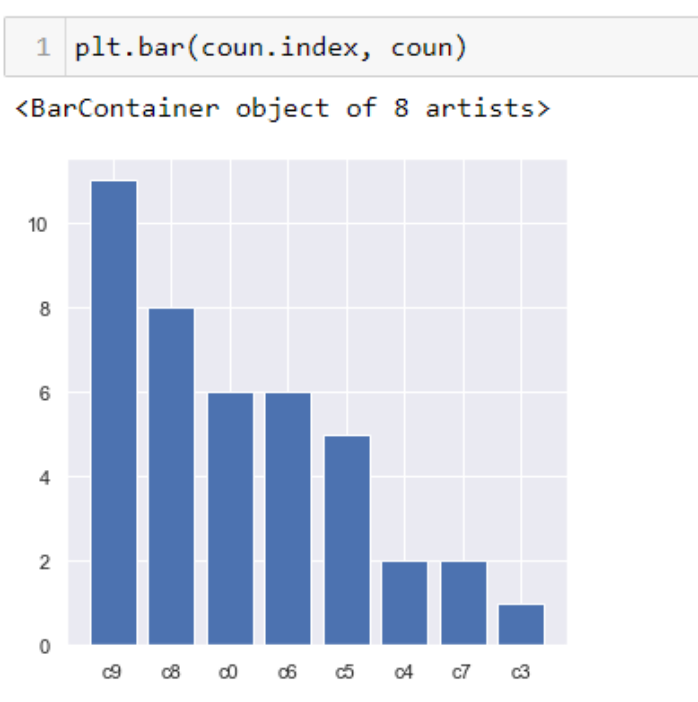 1 plt.bar(coun.index, coun)
<BarContainer object of 8 artists>
10
8
6
4
2
0
c9 c8 c0 c6 c5 c4 c7 c3